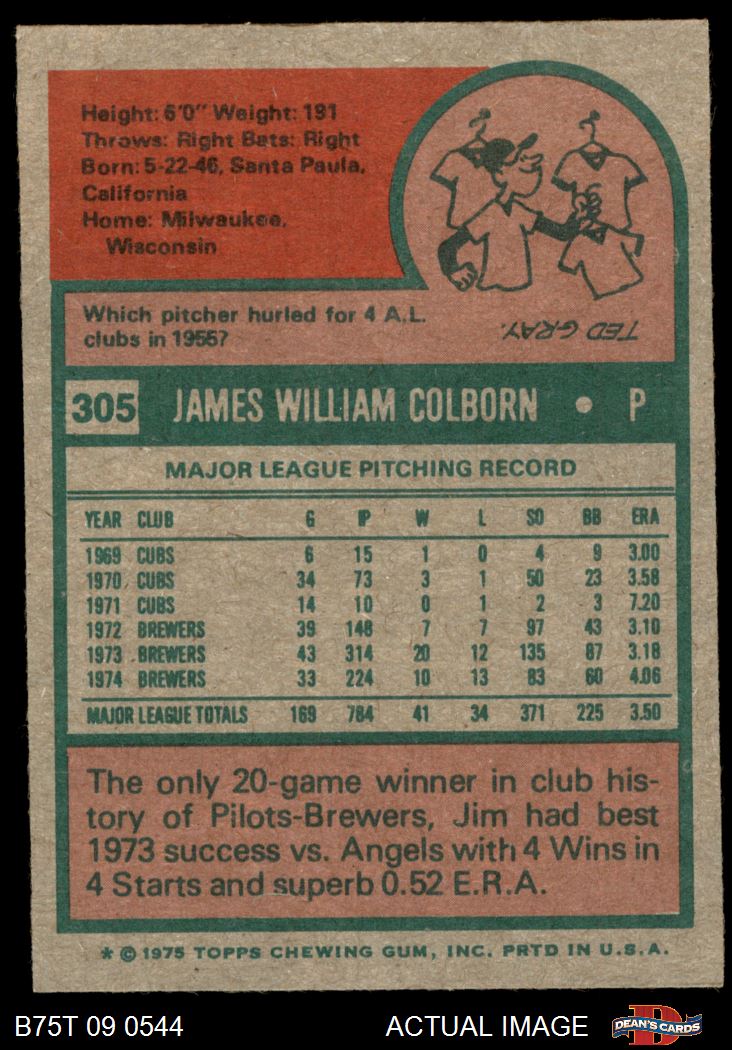 Height: 6'0" Weight: 191
Throws: Right Bats: Right
Born: 5-22-46, Santa Paula,
California
Home: Milwaukee,
Wisconsin
Which pitcher hurled for 4 A.L.
clubs in 1955?
TED GRAY.
305 JAMES WILLIAM COLBORN • P
MAJOR LEAGUE PITCHING RECORD
YEAR CLUB G IP W L SO BB ERA
1969 CUBS 6 15 1 0 4 9 3.00
1970 CUBS 34 73 3 1 50 23 3.58
1971 CUBS 14 10 0 1 2 3 7.20
1972 BREWERS 39 148 7 7 97 43 3.10
1973 BREWERS 43 314 20 12 135 87 3.18
1974 BREWERS 33 224 10 13 83 60 4.06
MAJOR LEAGUE TOTALS 169 784 41 34 371 225 3.50
The only 20-game winner in club his-
tory of Pilots-Brewers, Jim had best
1973 success vs. Angels with 4 Wins in
4 Starts and superb 0.52 E.R.A.
* © 1975 TOPPS CHEWING GUM, INC. PRTD IN U.S.A.
B75T 09 0544 ACTUAL IMAGE DEAN'S CARDS